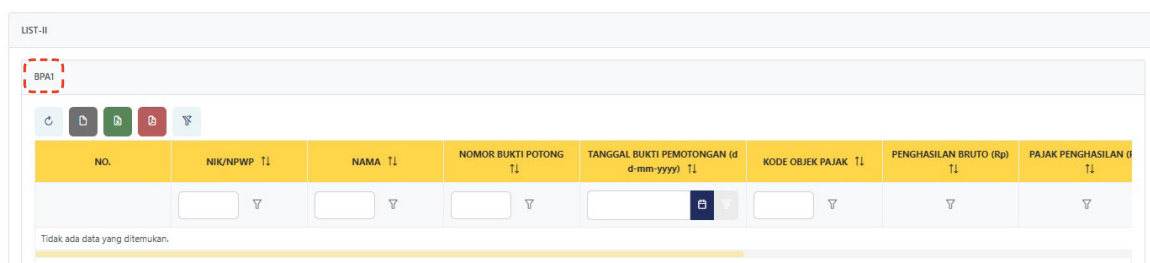 LIST-II
BPA1
NO.
NIK/NPWP
NAMA
NOMOR BUKTI POTONG
TANGGAL BUKTI PEMOTONGAN (d
d-mm-yyyy)
KODE OBJEK PAJAK
PENGHASILAN BRUTO (Rp)
PAJAK PENGHASILAN (
Tidak ada data yang ditemukan.